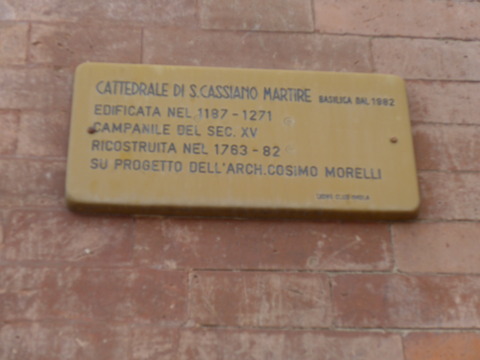 CATTEDRALE DI S. CASSIANO MARTIRE BASILICA DAL 1982
EDIFICATA NEL 1187 - 1271
CAMPANILE DEL SEC. XV
RICOSTRUITA NEL 1763 - 82
SU PROGETTO DELL'ARCH. COSIMO MORELLI